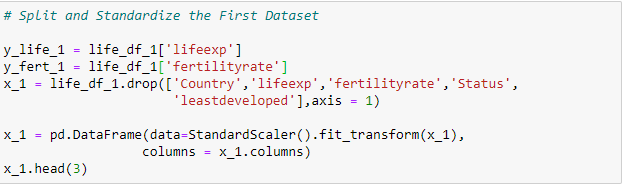 # Split and Standardize the First Dataset
y_life_1 = life_df_1['lifeexp']
y_fert_1 = life_df_1['fertilityrate']
x_1 = life_df_1.drop(['Country','lifeexp','fertilityrate','Status',
'leastdeveloped'],axis = 1)
x_1 = pd.DataFrame(data=StandardScaler().fit_transform(x_1),
columns = x_1.columns)
x_1.head(3)